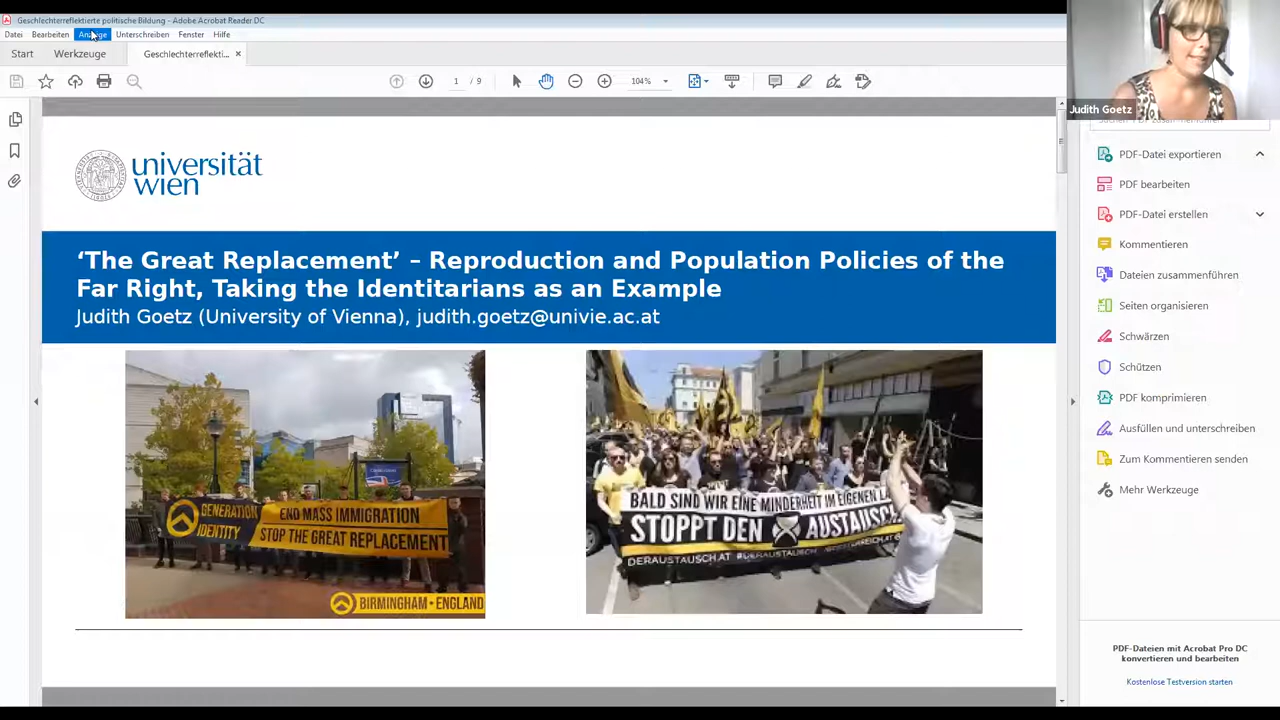 Geschlechterreflektierte politische Bildung - Adobe Acrobat Reader DC
Datei Bearbeiten Anzeige Unterschreiben Fenster Hilfe
Start Werkzeuge Geschlechterreflekti... ×
1 / 9 104%
Judith Goetz
universität
wien
‘The Great Replacement’ – Reproduction and Population Policies of the
Far Right, Taking the Identitarians as an Example
Judith Goetz (University of Vienna), judith.goetz@univie.ac.at
GENERATION
IDENTITY
END MASS IMMIGRATION
STOP THE GREAT REPLACEMENT
BIRMINGHAM • ENGLAND
BALD SIND WIR EINE MINDERHEIT IM EIGENEN
STOPPT DEN AUSTAUSCH
DERAUSTAUSCH.AT #DERAUSTAUSCH
PDF-Datei exportieren
PDF bearbeiten
PDF-Datei erstellen
Kommentieren
Dateien zusammenführen
Seiten organisieren
Schwärzen
Schützen
PDF komprimieren
Ausfüllen und unterschreiben
Zum Kommentieren senden
Mehr Werkzeuge
PDF-Dateien mit Acrobat Pro DC
konvertieren und bearbeiten
Kostenlose Testversion starten